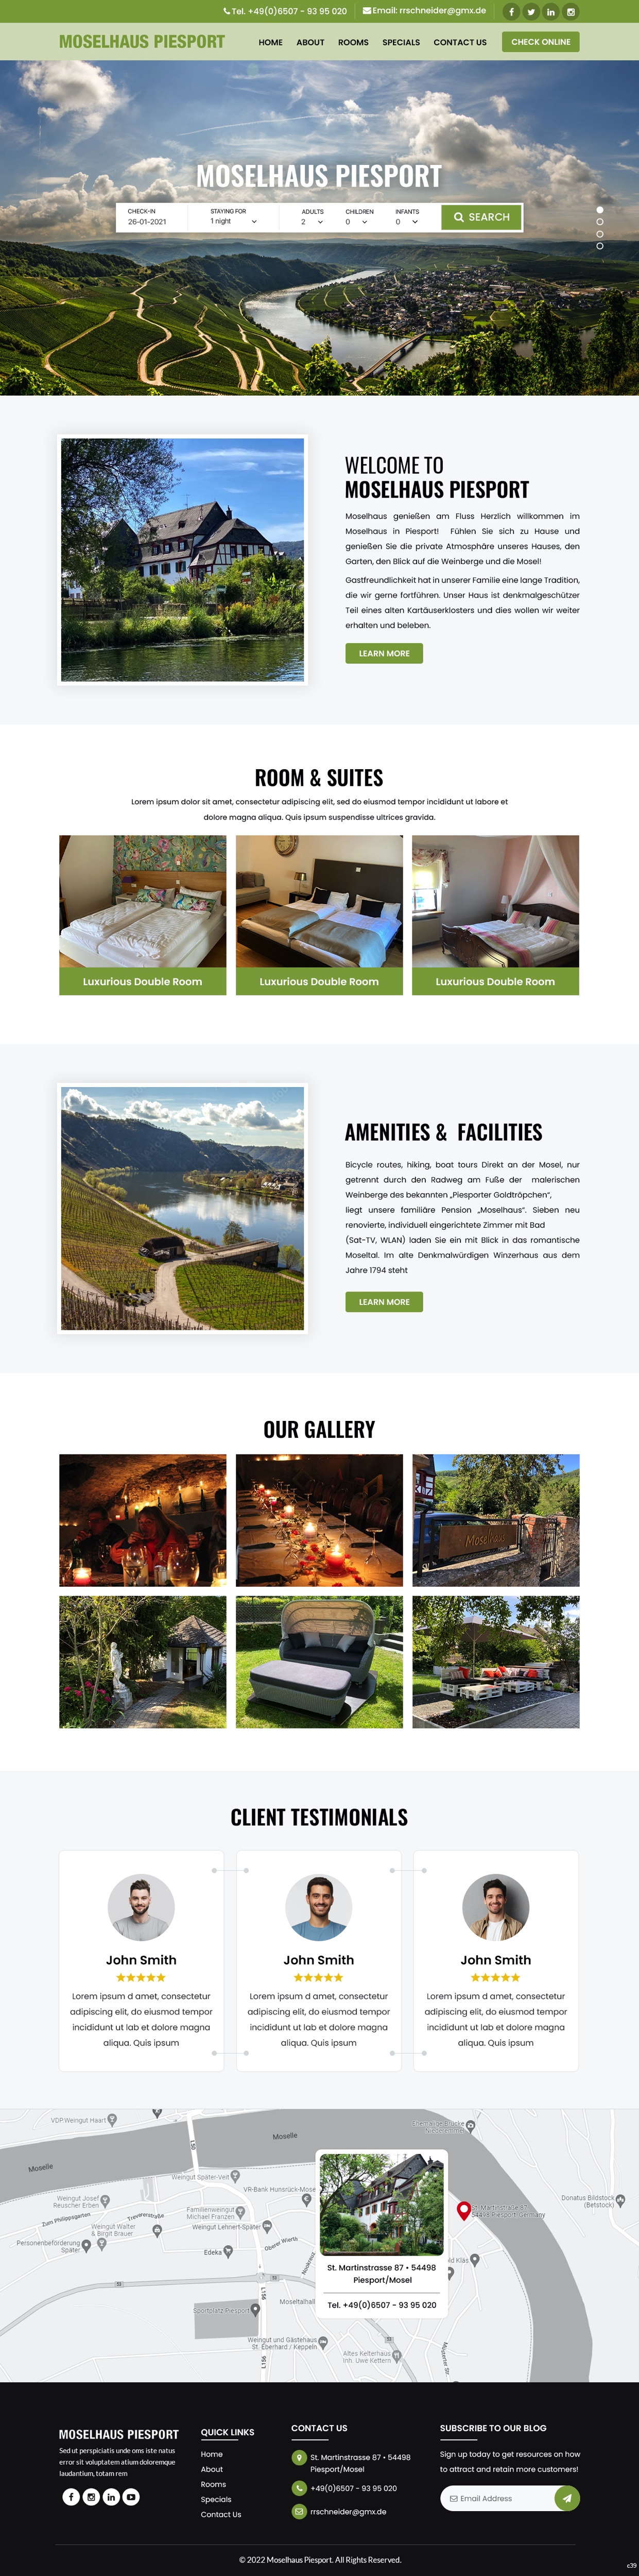 Tel. +49(0)6507 - 93 95 020
Email: rrschneider@gmx.de
MOSELHAUS PIESPORT
HOME ABOUT ROOMS SPECIALS CONTACT US CHECK ONLINE
MOSELHAUS PIESPORT
CHECK-IN STAYING FOR ADULTS CHILDREN INFANTS
26-01-2021 1 night 2 0 0
SEARCH
WELCOME TO
MOSELHAUS PIESPORT
Moselhaus genießen am Fluss Herzlich willkommen im
Moselhaus in Piesport! Fühlen Sie sich zu Hause und
genießen Sie die private Atmosphäre unseres Hauses, den
Garten, den Blick auf die Weinberge und die Mosel!
Gastfreundlichkeit hat in unserer Familie eine lange Tradition,
die wir gerne fortführen. Unser Haus ist denkmalgeschützer
Teil eines alten Kartäuserklosters und dies wollen wir weiter
erhalten und beleben.
LEARN MORE
ROOM & SUITES
Lorem ipsum dolor sit amet, consectetur adipiscing elit, sed do eiusmod tempor incididunt ut labore et
dolore magna aliqua. Quis ipsum suspendisse ultrices gravida.
Luxurious Double Room
Luxurious Double Room
Luxurious Double Room
AMENITIES & FACILITIES
Bicycle routes, hiking, boat tours Direkt an der Mosel, nur
getrennt durch den Radweg am Fuße der malerischen
Weinberge des bekannten „Piesporter Goldtröpchen“,
liegt unsere familiäre Pension „Moselhaus“. Sieben neu
renovierte, individuell eingerichtete Zimmer mit Bad
(Sat-TV, WLAN) laden Sie ein mit Blick in das romantische
Moseltal. Im alte Denkmalwürdigen Winzerhaus aus dem
Jahre 1794 steht
LEARN MORE
OUR GALLERY
Moselhaus
CLIENT TESTIMONIALS
John Smith
Lorem ipsum d amet, consectetur
adipiscing elit, do eiusmod tempor
incididunt ut lab et dolore magna
aliqua. Quis ipsum
John Smith
Lorem ipsum d amet, consectetur
adipiscing elit, do eiusmod tempor
incididunt ut lab et dolore magna
aliqua. Quis ipsum
John Smith
Lorem ipsum d amet, consectetur
adipiscing elit, do eiusmod tempor
incididunt ut lab et dolore magna
aliqua. Quis ipsum
VDP.Weingut Haart
Moselle
Moselle
L50
Weingut Später-Veit
VR-Bank Hunsrück-Mose
Weingut Josef
Reuscher Erben
Familienweingut
Michael Franzen
Zum Philippsgarten
Trevererstraße
Weingut Walter
& Birgit Brauer
Weingut Lehnert-Später
Personenbeförderung
Später
Oberer Wierth
Edeka
53
53
L156
Moseltalhall
Sportplatz Piesport
Weingut und Gästehaus
St. Eberhard / Keppeln
L156
53
Altes Kelterhaus
Inh. Uwe Kettern
St. Martinstraße 87,
54498 Piesport, Germany
Donatus Bildstock
(Betstock)
St. Martinstrasse 87 • 54498
Piesport/Mosel
Tel. +49(0)6507 - 93 95 020
MOSELHAUS PIESPORT
Sed ut perspiciatis unde oms iste natus
error sit voluptatem atium doloremque
laudantium, totam rem
QUICK LINKS
Home
About
Rooms
Specials
Contact Us
CONTACT US
St. Martinstrasse 87 • 54498
Piesport/Mosel
+49(0)6507 - 93 95 020
rrschneider@gmx.de
SUBSCRIBE TO OUR BLOG
Sign up today to get resources on how
to attract and retain more customers!
Email Address
© 2022 Moselhaus Piesport. All Rights Reserved.
c39